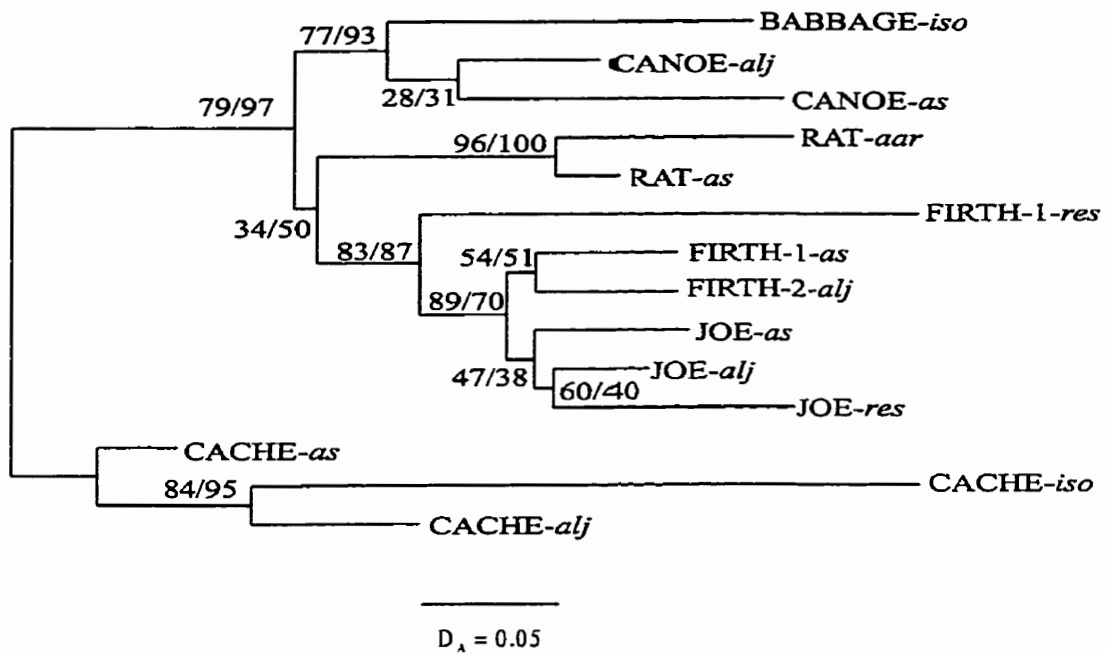 BABBAGE-iso
77/93
CANOE-alj
28/31
CANOE-as
79/97
RAT-aar
96/100
RAT-as
FIRTH-1-res
34/50
83/87
54/51
FIRTH-1-as
FIRTH-2-alj
89/70
JOE-as
47/38
JOE-alj
60/40
JOE-res
CACHE-as
84/95
CACHE-iso
CACHE-alj
D_A = 0.05